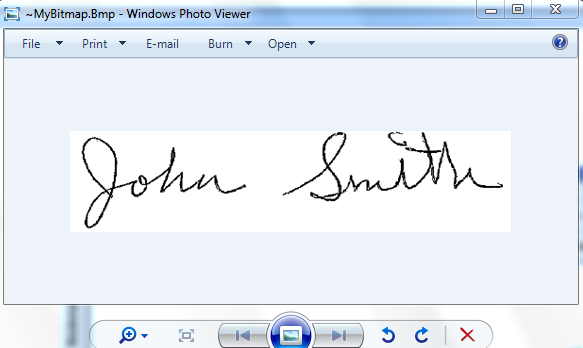 ~MyBitmap.Bmp - Windows Photo Viewer
File Print E-mail Burn Open
John Smith